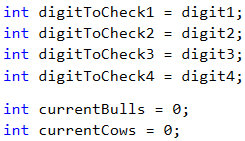 int digitToCheck1 = digit1;
int digitToCheck2 = digit2;
int digitToCheck3 = digit3;
int digitToCheck4 = digit4;
int currentBulls = 0;
int currentCows = 0;